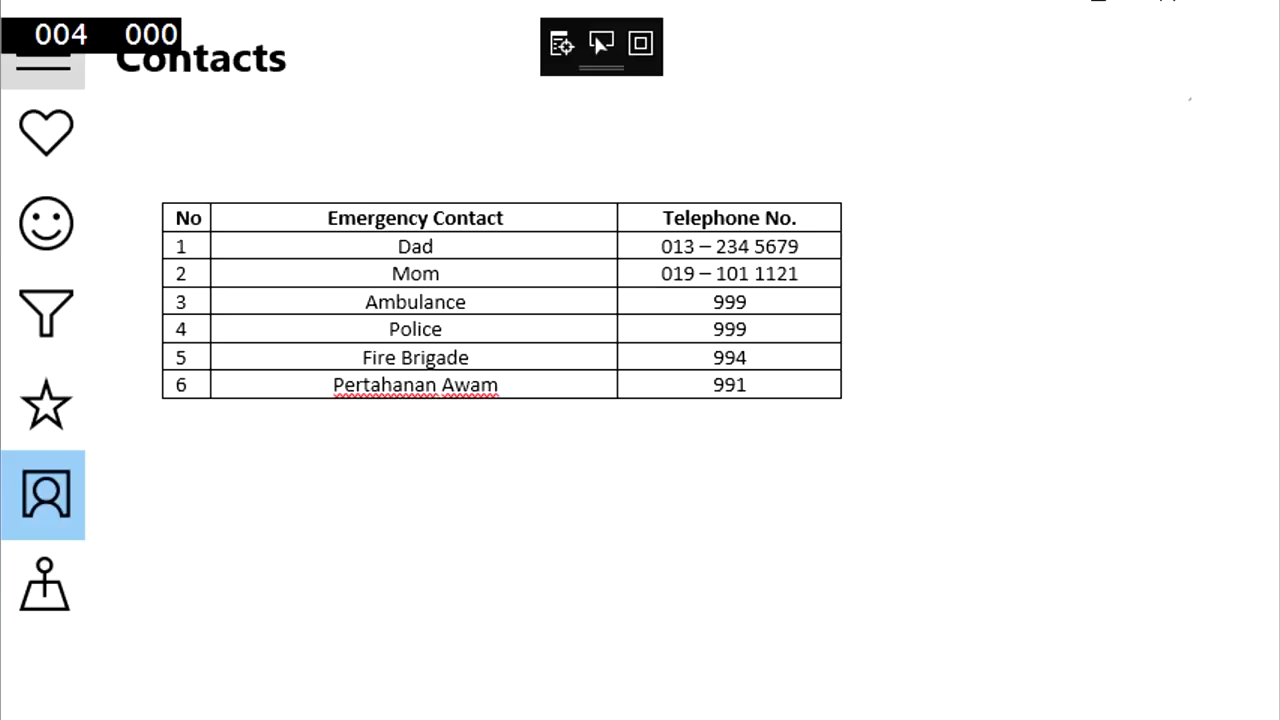 004 000
Contacts
No Emergency Contact Telephone No.
1 Dad 013 – 234 5679
2 Mom 019 – 101 1121
3 Ambulance 999
4 Police 999
5 Fire Brigade 994
6 Pertahanan Awam 991